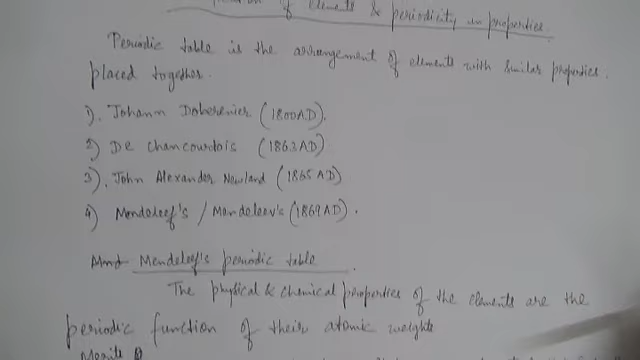 of elements & periodicity in properties.
Periodic table is the arrangement of elements with similar properties
placed together.
1). Johann Doberenier (1800AD).
2) De Chancourtois (1863AD)
3), John Alexander Newland (1865 AD)
4) Mendeleef's / Mendeleev's (1869AD).
Mendeleef's periodic table
The physical & chemical properties of the elements are the
periodic function of their atomic weights
Merits